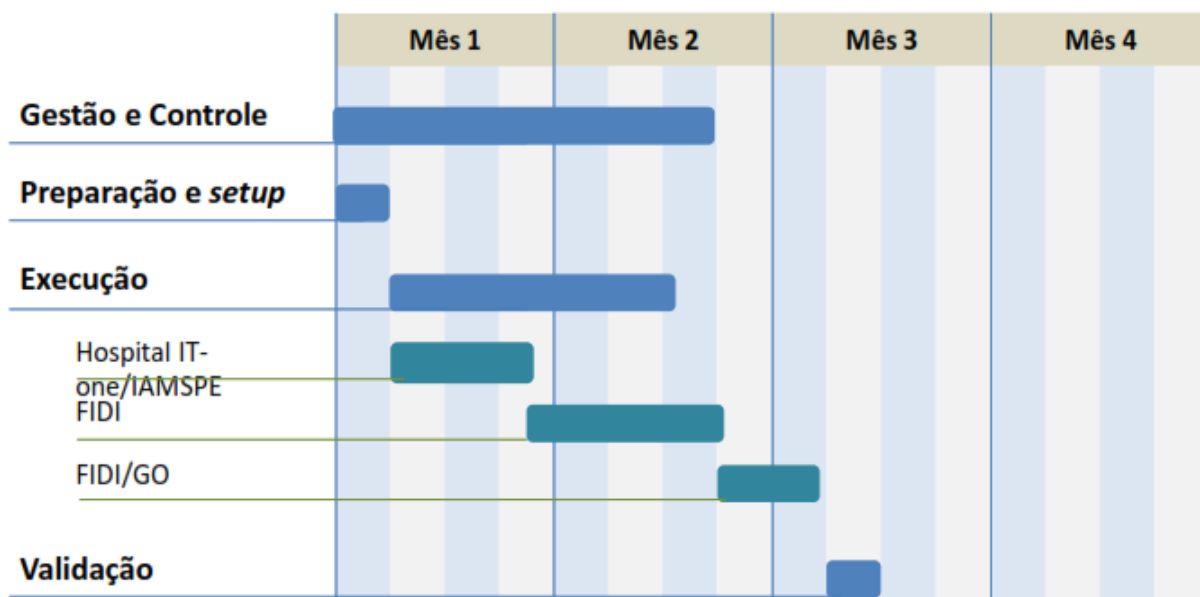 Mês 1 Mês 2 Mês 3 Mês 4
Gestão e Controle
Preparação e setup
Execução
Hospital IT-
one/IAMSPE
FIDI
FIDI/GO
Validação